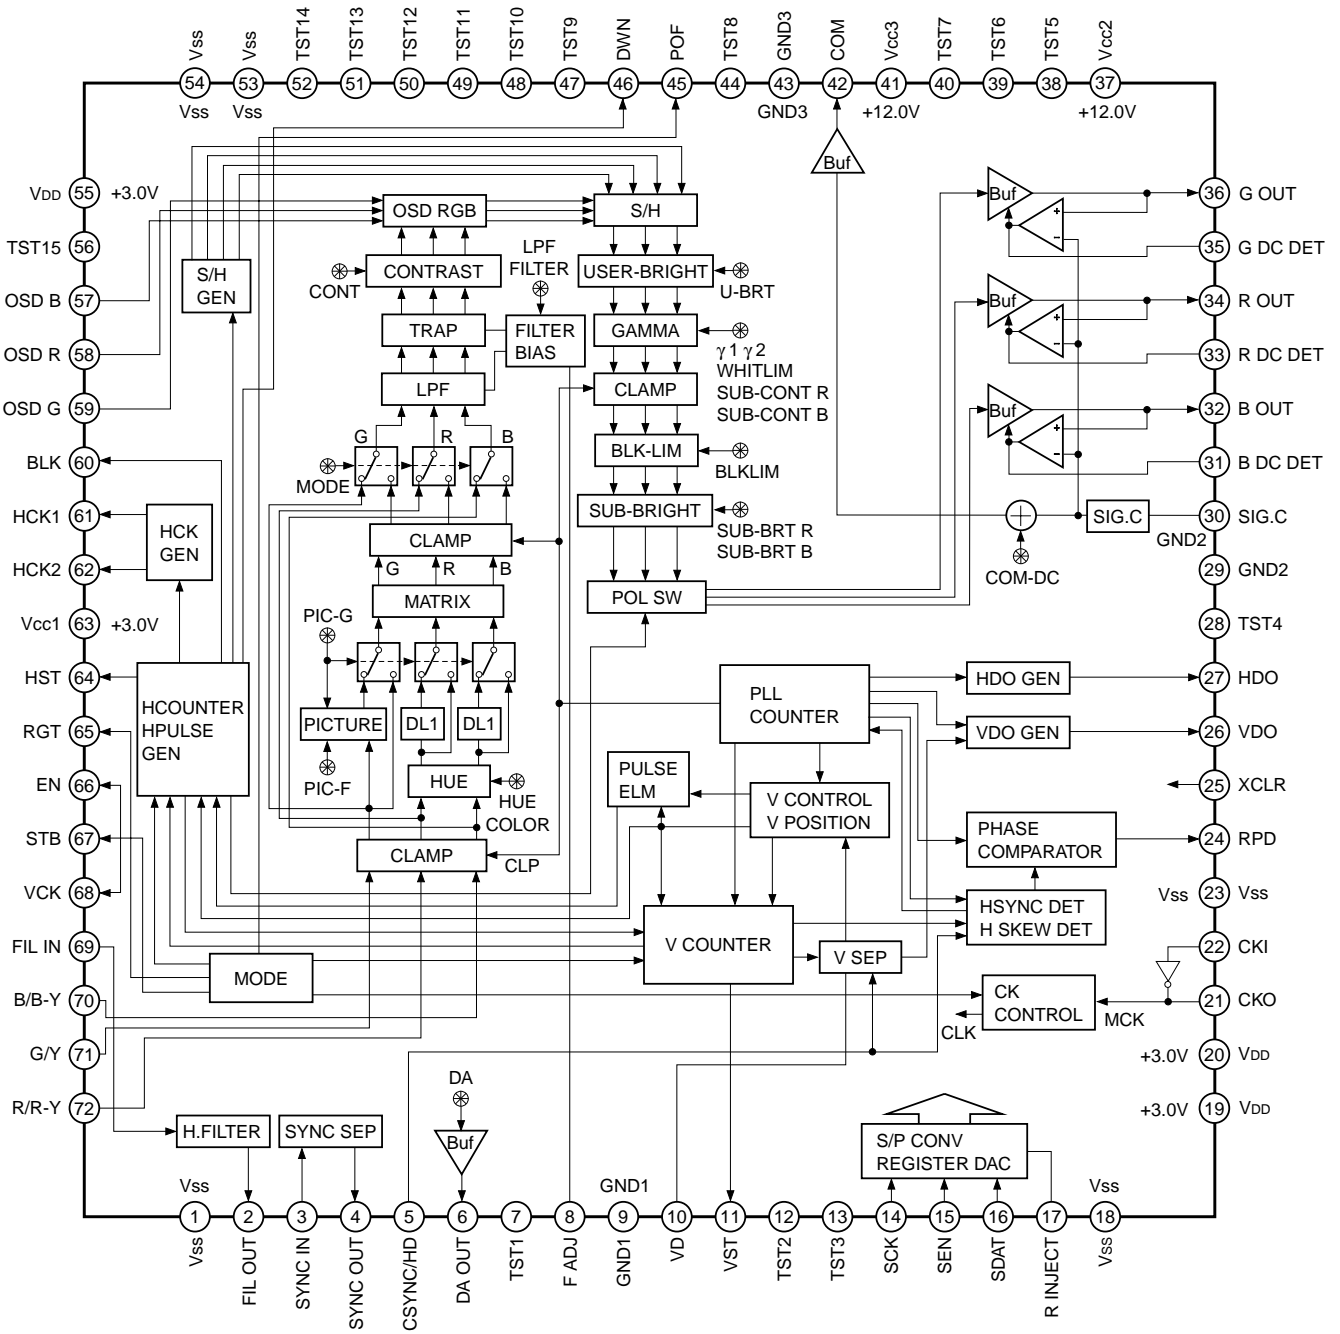 Vss
Vss
TST14
TST13
TST12
TST11
TST10
TST9
DWN
POF
TST8
GND3
COM
Vcc3
TST7
TST6
TST5
Vcc2
54
53
52
51
50
49
48
47
46
45
44
43
42
41
40
39
38
37
Vss
Vss
GND3
+12.0V
+12.0V
Buf
VDD 55 +3.0V
TST15 56
OSD B 57
OSD R 58
OSD G 59
BLK 60
HCK1 61
HCK2 62
Vcc1 63 +3.0V
HST 64
RGT 65
EN 66
STB 67
VCK 68
FIL IN 69
B/B-Y 70
G/Y 71
R/R-Y 72
S/H
GEN
HCK
GEN
HCOUNTER
HPULSE
GEN
MODE
OSD RGB
CONTRAST
CONT
TRAP
LPF
LPF
FILTER
FILTER
BIAS
G
R
B
MODE
CLAMP
G
R
B
MATRIX
PIC-G
PICTURE
PIC-F
DL1
DL1
HUE
HUE
COLOR
CLAMP
CLP
S/H
USER-BRIGHT
U-BRT
GAMMA
γ1 γ2
WHITLIM
SUB-CONT R
SUB-CONT B
CLAMP
BLK-LIM
BLKLIM
SUB-BRIGHT
SUB-BRT R
SUB-BRT B
POL SW
Buf
+
−
Buf
+
−
Buf
+
−
SIG.C
COM-DC
GND2
PLL
COUNTER
HDO GEN
VDO GEN
PULSE
ELM
V CONTROL
V POSITION
PHASE
COMPARATOR
HSYNC DET
H SKEW DET
V COUNTER
V SEP
CK
CONTROL
CLK
MCK
36 G OUT
35 G DC DET
34 R OUT
33 R DC DET
32 B OUT
31 B DC DET
30 SIG.C
29 GND2
28 TST4
27 HDO
26 VDO
25 XCLR
24 RPD
Vss 23 Vss
22 CKI
21 CKO
+3.0V 20 VDD
+3.0V 19 VDD
H.FILTER
SYNC SEP
DA
Buf
S/P CONV
REGISTER DAC
Vss
GND1
Vss
1
2
3
4
5
6
7
8
9
10
11
12
13
14
15
16
17
18
Vss
FIL OUT
SYNC IN
SYNC OUT
CSYNC/HD
DA OUT
TST1
F ADJ
GND1
VD
VST
TST2
TST3
SCK
SEN
SDAT
R INJECT
Vss